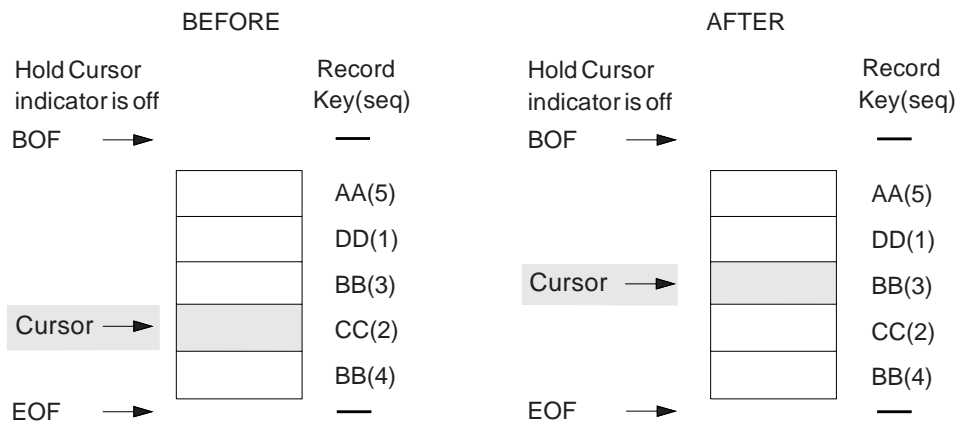 BEFORE
Hold Cursor
indicator is off
Record
Key(seq)
BOF —
AA(5)
DD(1)
BB(3)
Cursor CC(2)
BB(4)
EOF —
AFTER
Hold Cursor
indicator is off
Record
Key(seq)
BOF —
AA(5)
DD(1)
Cursor BB(3)
CC(2)
BB(4)
EOF —